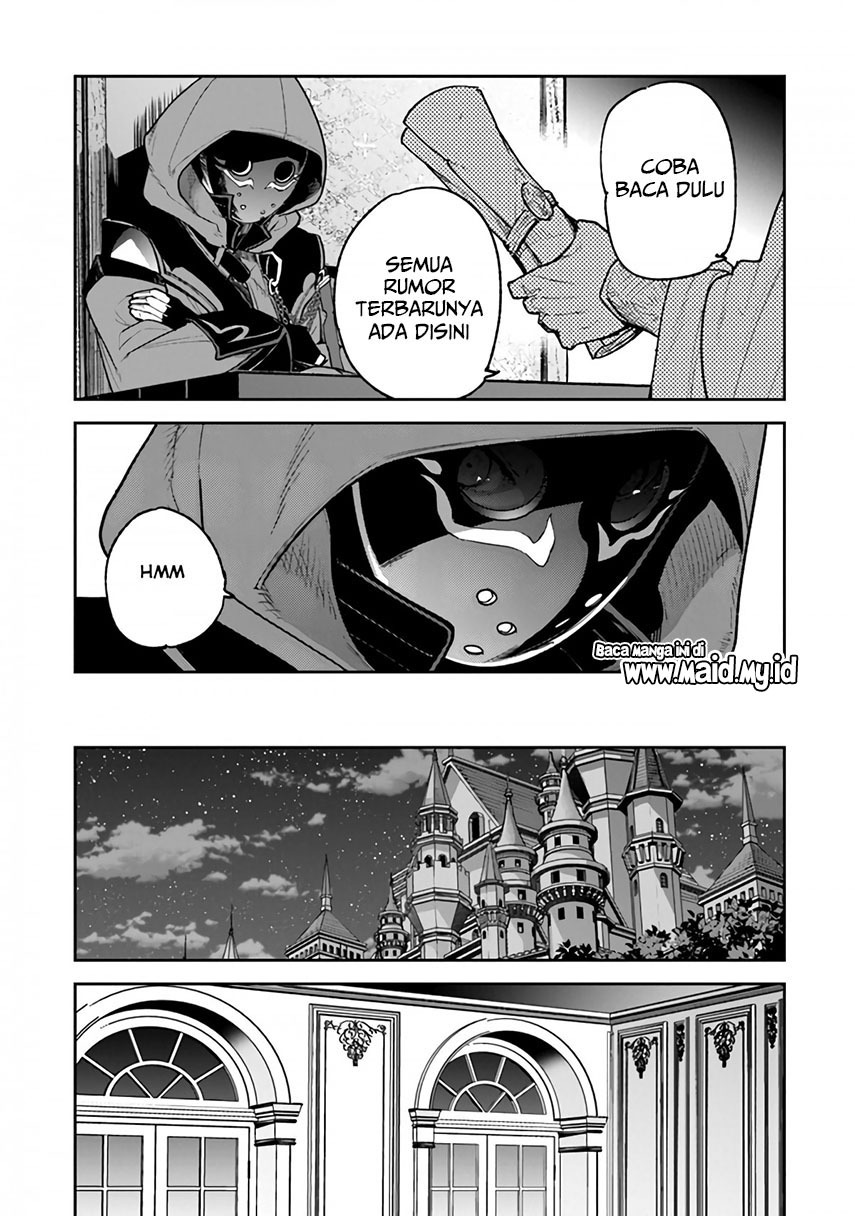 COBA
BACA DULU
SEMUA
RUMOR
TERBARUNYA
ADA DISINI
HMM
Baca Manga ini di
www.Maid.My.id